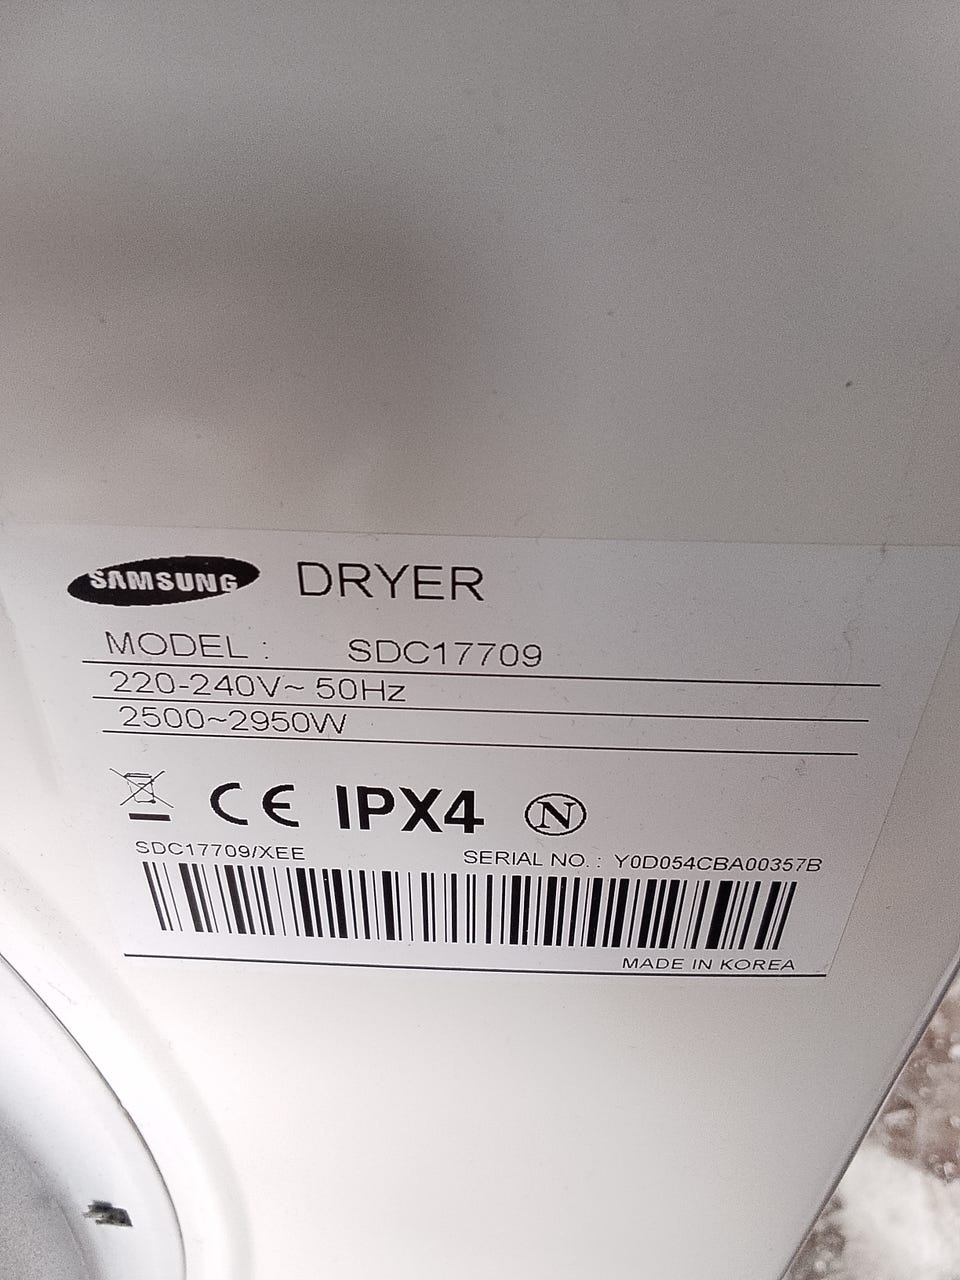 SAMSUNG DRYER
MODEL : SDC17709
220-240V~ 50Hz
2500~2950W
CE IPX4 N
SDC17709/XEE SERIAL NO. : Y0D054CBA00357B
MADE IN KOREA